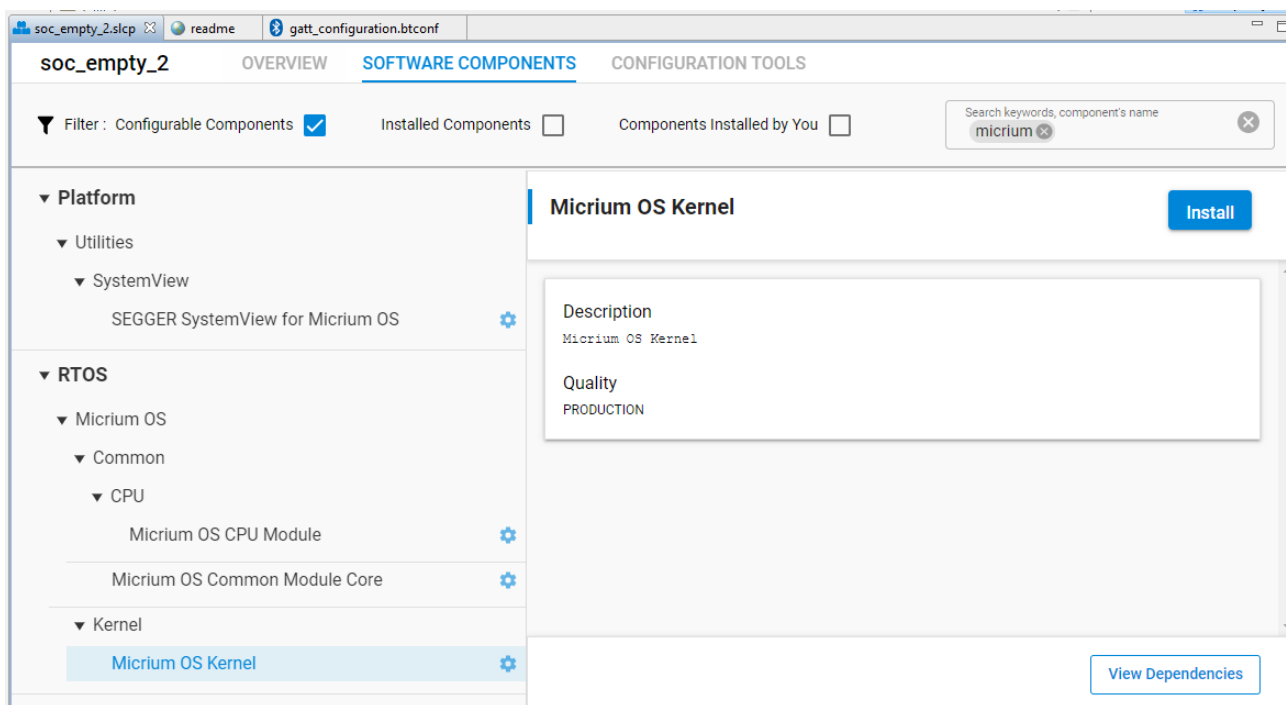 soc_empty_2.slcp readme gatt_configuration.btconf
soc_empty_2 OVERVIEW SOFTWARE COMPONENTS CONFIGURATION TOOLS
Filter : Configurable Components Installed Components Components Installed by You
Search keywords, component's name
micrium
Platform
Utilities
SystemView
SEGGER SystemView for Micrium OS
RTOS
Micrium OS
Common
CPU
Micrium OS CPU Module
Micrium OS Common Module Core
Kernel
Micrium OS Kernel
Micrium OS Kernel
Install
Description
Micrium OS Kernel
Quality
PRODUCTION
View Dependencies